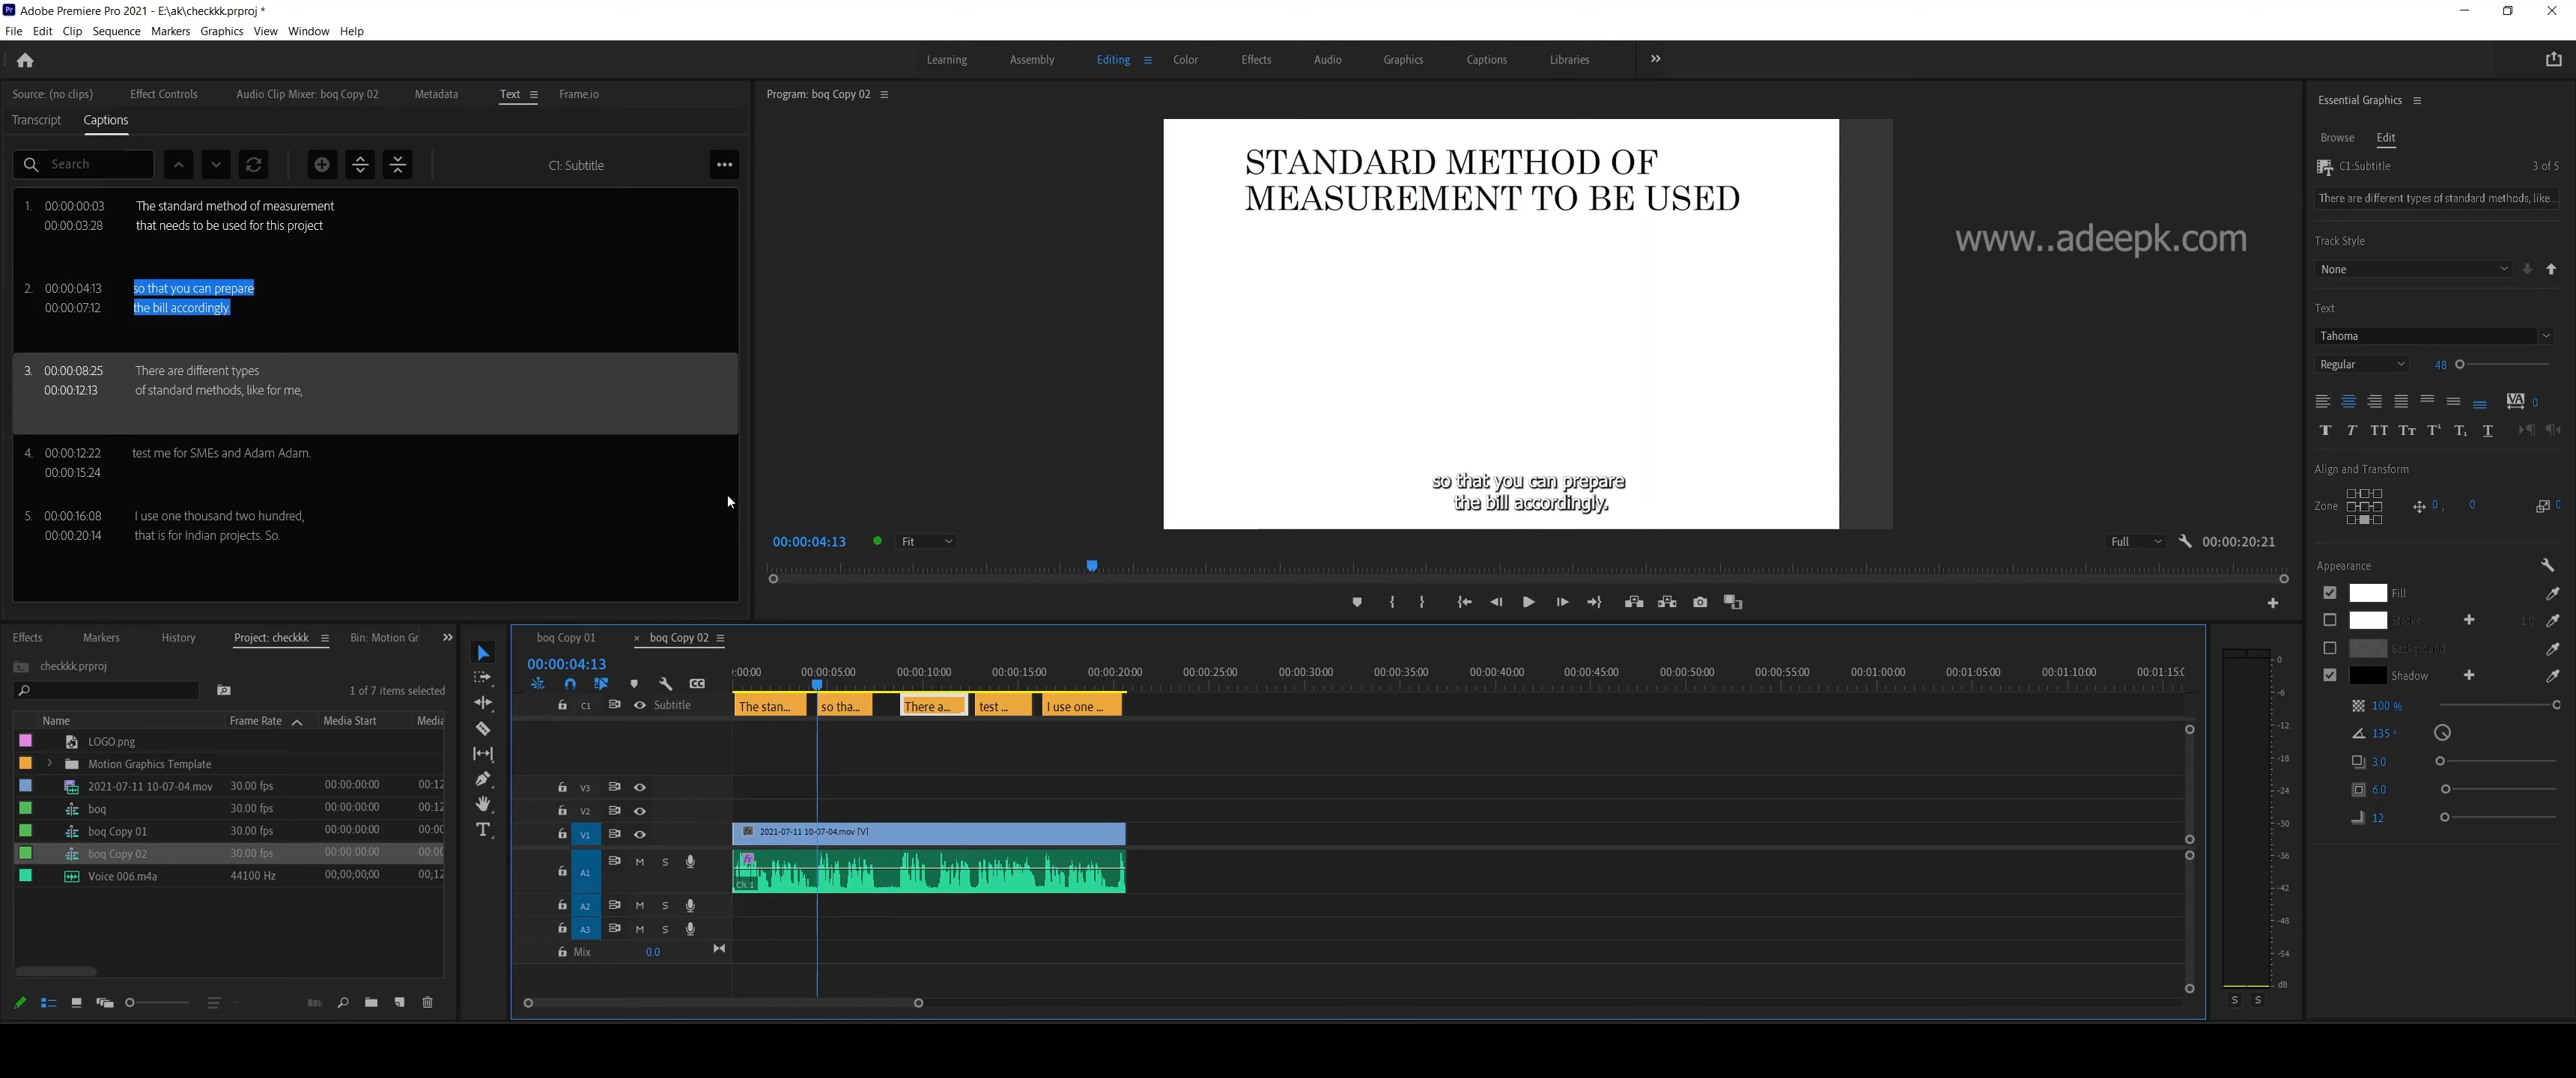 Adobe Premiere Pro 2021 - E:\ak\checkkk.prproj *
File Edit Clip Sequence Markers Graphics View Window Help
Learning Assembly Editing Color Effects Audio Graphics Captions Libraries
Source: (no clips) Effect Controls Audio Clip Mixer: boq Copy 02 Metadata Text Frame.io
Transcript Captions
Search
C1: Subtitle
1. 00:00:00:03 The standard method of measurement
00:00:03:28 that needs to be used for this project
2. 00:00:04:13 so that you can prepare
00:00:07:12 the bill accordingly.
3. 00:00:08:25 There are different types
00:00:12:13 of standard methods, like for me,
4. 00:00:12:22 test me for SMEs and Adam Adam.
00:00:15:24
5. 00:00:16:08 I use one thousand two hundred,
00:00:20:14 that is for Indian projects. So.
Program: boq Copy 02
STANDARD METHOD OF
MEASUREMENT TO BE USED
www..adeepk.com
so that you can prepare
the bill accordingly.
00:00:04:13 Fit Full 00:00:20:21
Essential Graphics
Browse Edit
C1:Subtitle 3 of 5
There are different types of standard methods, like ...
Track Style
None
Text
Tahoma
Regular 48
0
Align and Transform
Zone 0 , 0 0
Appearance
Fill
Stroke 1.0
Background
Shadow
100 %
135 °
3.0
6.0
12
Effects Markers History Project: checkkk Bin: Motion Gr
checkkk.prproj
1 of 7 items selected
Name Frame Rate Media Start Media
LOGO.png
Motion Graphics Template
2021-07-11 10-07-04.mov 30.00 fps 00:00:00:00 00:12
boq 30.00 fps 00:00:00:00 00:12
boq Copy 01 30.00 fps 00:00:00:00 00:00
boq Copy 02 30.00 fps 00:00:00:00 00:00
Voice 006.m4a 44100 Hz 00;00;00;00 00;12
boq Copy 01 × boq Copy 02
00:00:04:13
:00:00 00:00:05:00 00:00:10:00 00:00:15:00 00:00:20:00 00:00:25:00 00:00:30:00 00:00:35:00 00:00:40:00 00:00:45:00 00:00:50:00 00:00:55:00 00:01:00:00 00:01:05:00 00:01:10:00 00:01:15:0
C1 Subtitle The stan... so tha... There a... test ... I use one ...
V3
V2
V1 fx 2021-07-11 10-07-04.mov [V]
A1 M S fx
Ch. 1
A2 M S
A3 M S
Mix 0.0
0
-6
-12
-18
-24
-30
-36
-42
-48
-54
dB
S S